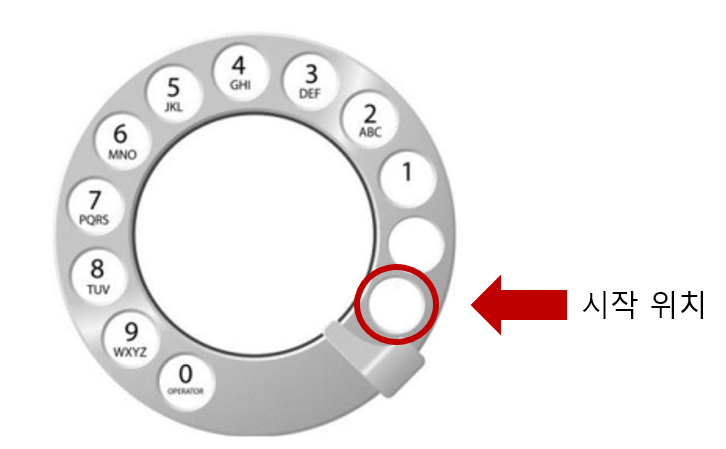 4
GHI
3
DEF
5
JKL
2
ABC
6
MNO
1
7
PQRS
8
TUV
시작 위치
9
WXYZ
0
OPERATOR